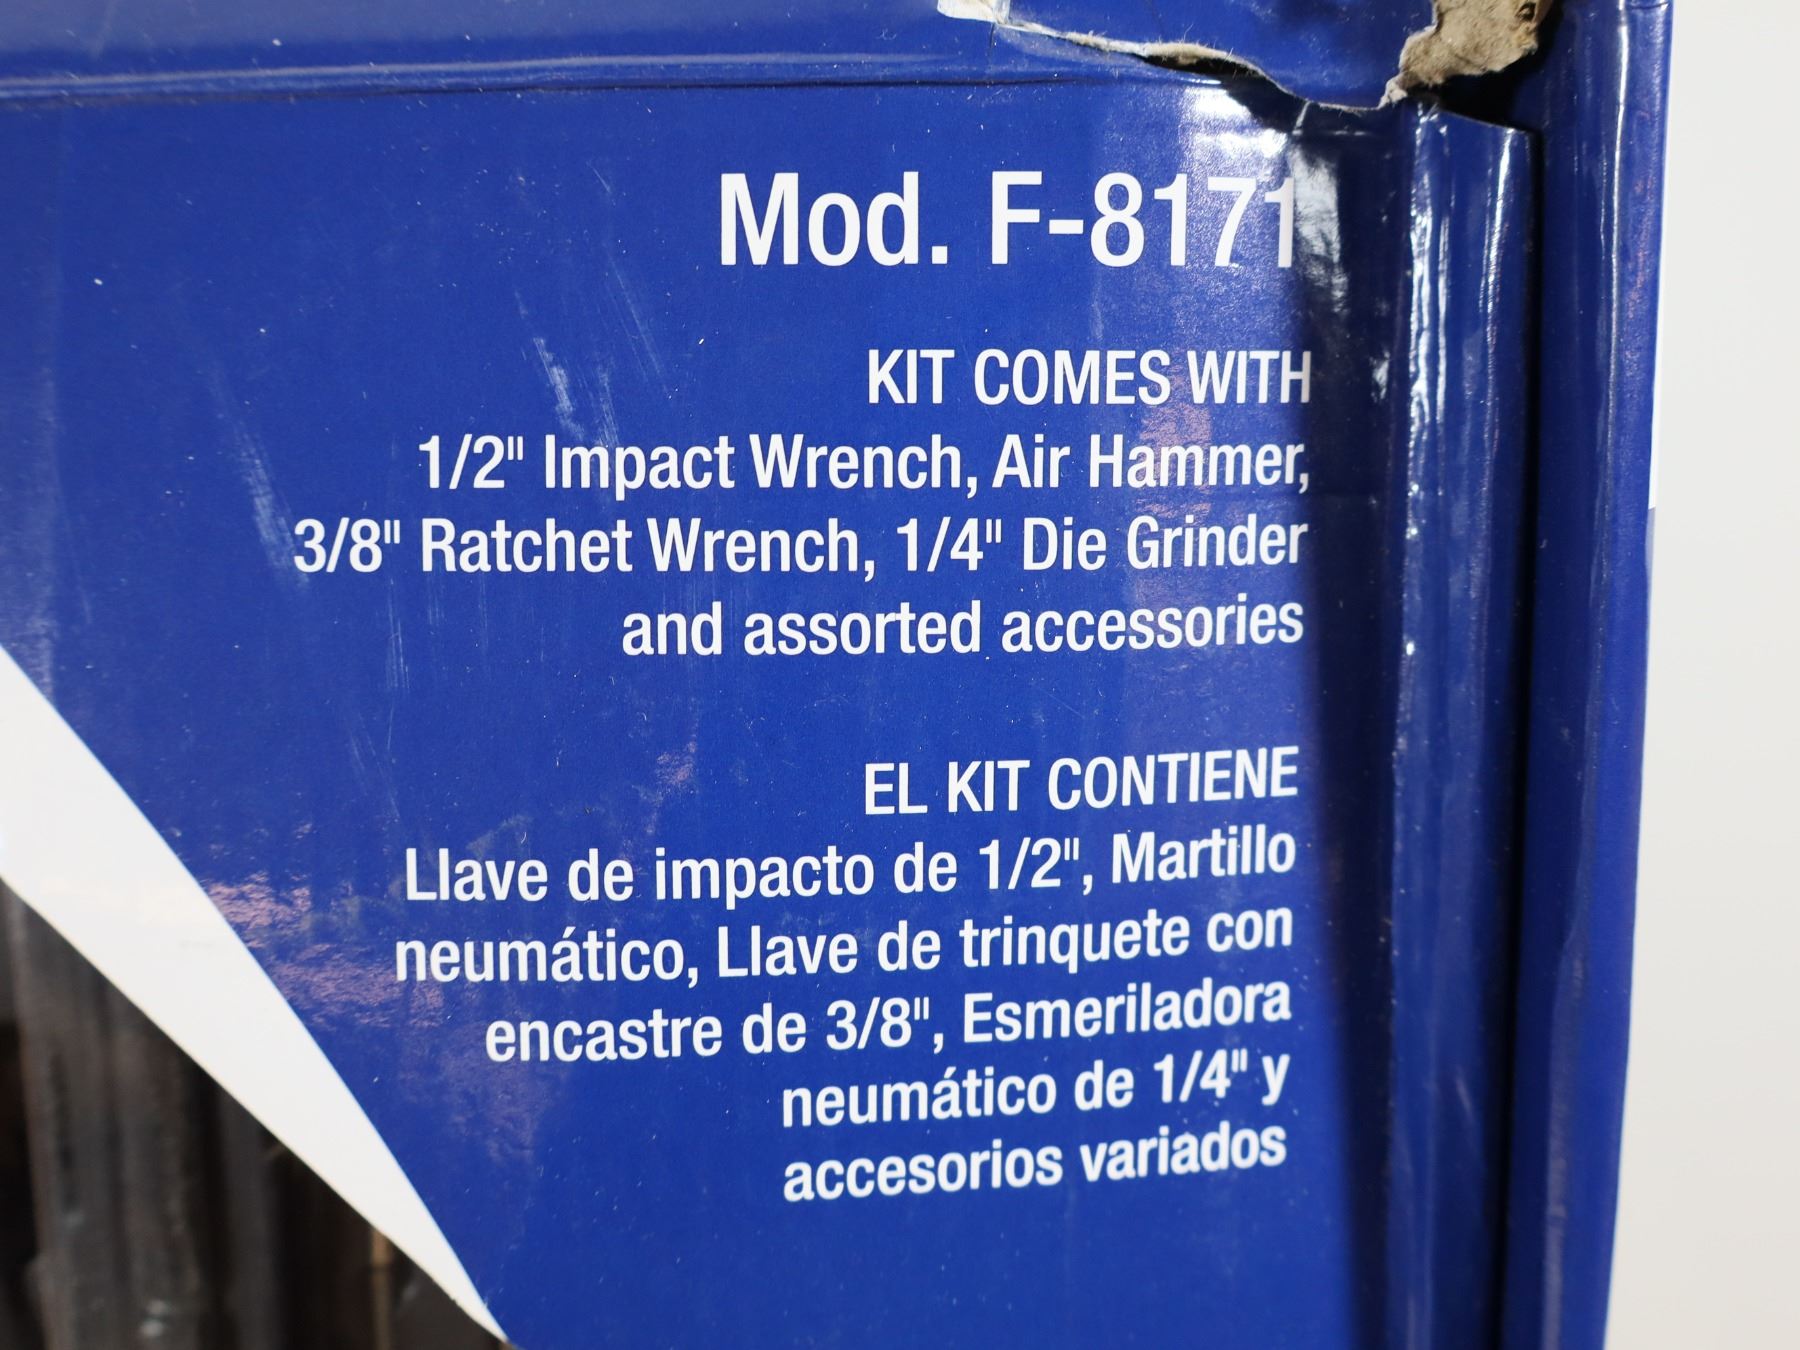 Mod. F-8171
KIT COMES WITH
1/2" Impact Wrench, Air Hammer,
3/8" Ratchet Wrench, 1/4" Die Grinder
and assorted accessories
EL KIT CONTIENE
Llave de impacto de 1/2", Martillo
neumático, Llave de trinquete con
encastre de 3/8", Esmeriladora
neumático de 1/4" y
accesorios variados